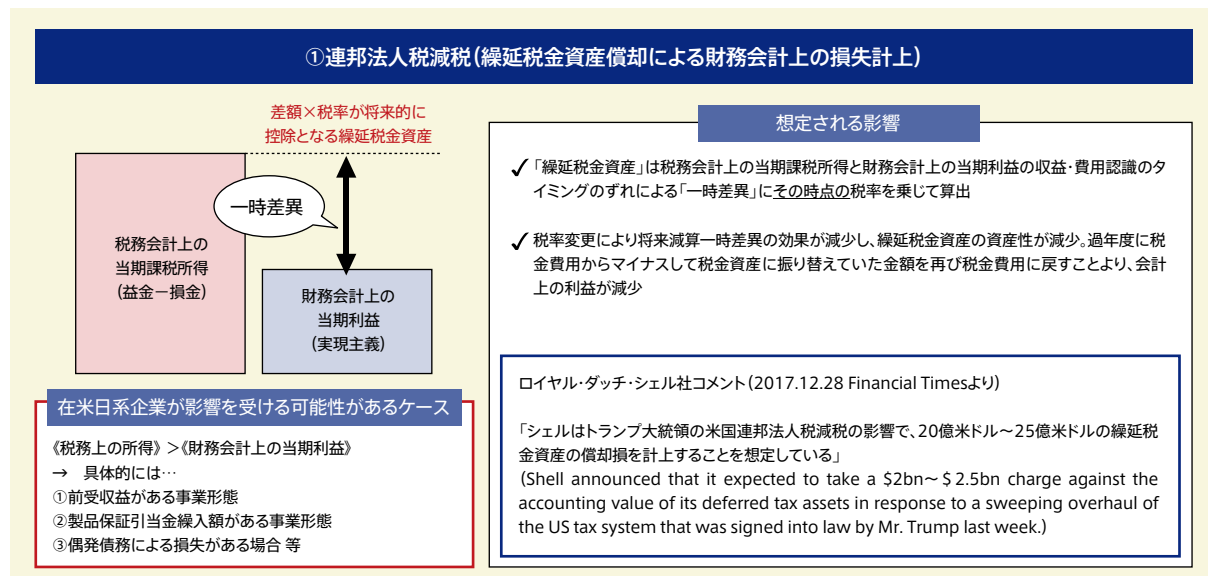 ①連邦法人税減税（繰延税金資産償却による財務会計上の損失計上）
差額×税率が将来的に
控除となる繰延税金資産
一時差異
税務会計上の
当期課税所得
（益金－損金）
財務会計上の
当期利益
（実現主義）
在米日系企業が影響を受ける可能性があるケース
《税務上の所得》＞《財務会計上の当期利益》
→ 具体的には…
①前受収益がある事業形態
②製品保証引当金繰入額がある事業形態
③偶発債務による損失がある場合 等
想定される影響
✓「繰延税金資産」は税務会計上の当期課税所得と財務会計上の当期利益の収益・費用認識のタ
イミングのずれによる「一時差異」にその時点の税率を乗じて算出
✓ 税率変更により将来減算一時差異の効果が減少し、繰延税金資産の資産性が減少。過年度に税
金費用からマイナスして税金資産に振り替えていた金額を再び税金費用に戻すことより、会計
上の利益が減少
ロイヤル・ダッチ・シェル社コメント（2017.12.28 Financial Timesより）
「シェルはトランプ大統領の米国連邦法人税減税の影響で、20億米ドル～25億米ドルの繰延税
金資産の償却損を計上することを想定している」
（Shell announced that it expected to take a $2bn～＄2.5bn charge against the
accounting value of its deferred tax assets in response to a sweeping overhaul of
the US tax system that was signed into law by Mr. Trump last week.）